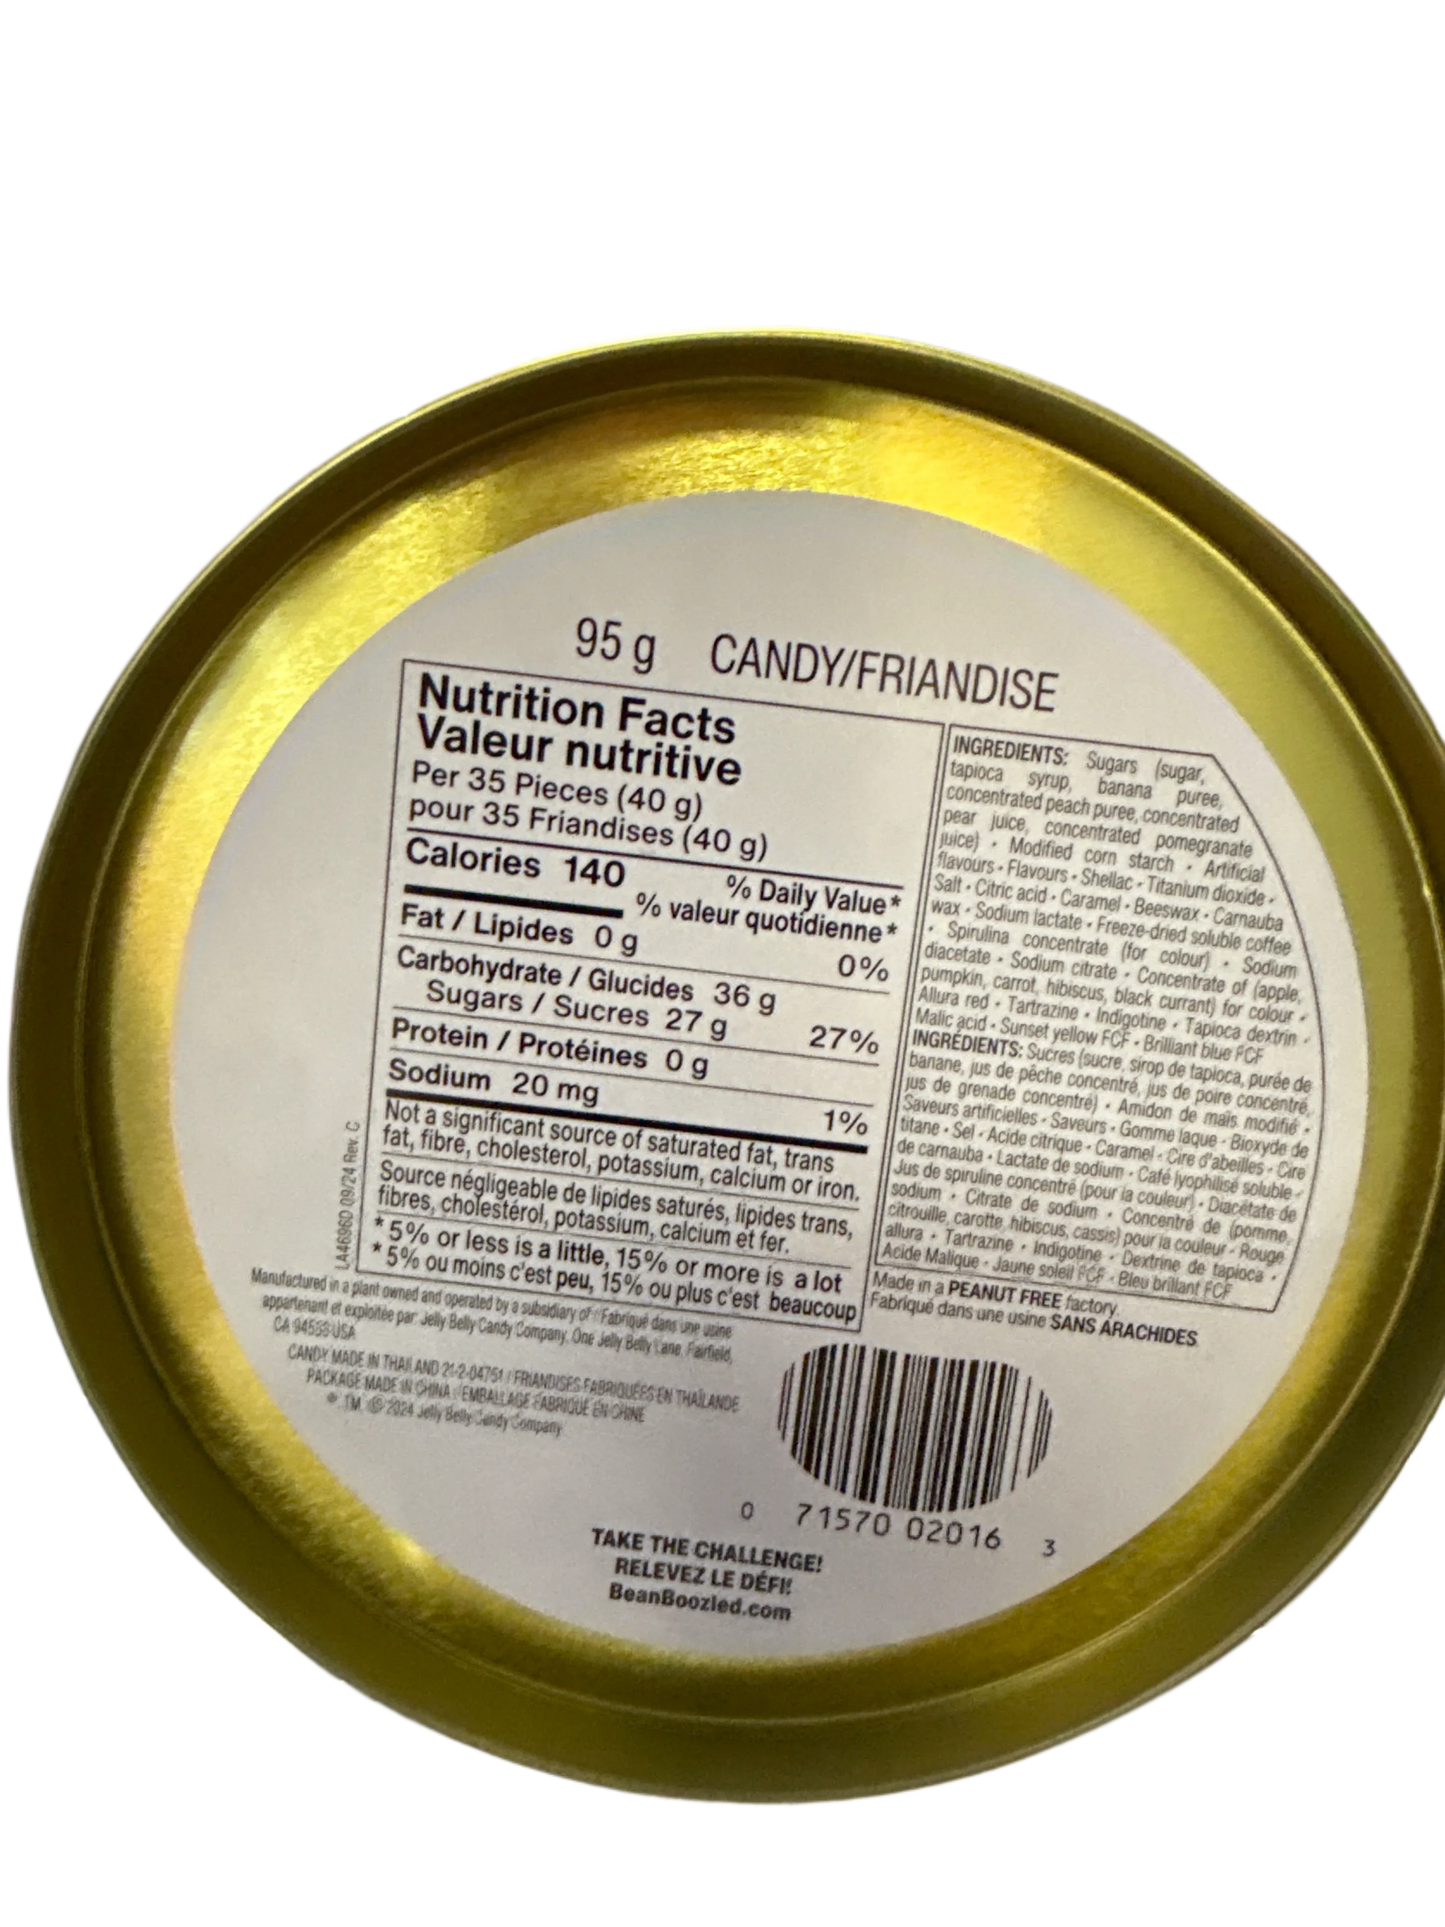 95 g CANDY/FRIANDISE
Nutrition Facts
Valeur nutritive
Per 35 Pieces (40 g)
pour 35 Friandises (40 g)
Calories 140
% Daily Value*
% valeur quotidienne*
Fat / Lipides 0 g 0%
Carbohydrate / Glucides 36 g
Sugars / Sucres 27 g 27%
Protein / Protéines 0 g
Sodium 20 mg 1%
Not a significant source of saturated fat, trans
fat, fibre, cholesterol, potassium, calcium or iron.
Source négligeable de lipides saturés, lipides trans,
fibres, cholestérol, potassium, calcium et fer.
* 5% or less is a little, 15% or more is a lot
* 5% ou moins c'est peu, 15% ou plus c'est beaucoup
INGREDIENTS: Sugars (sugar,
tapioca syrup, banana puree,
concentrated peach puree, concentrated
pear juice, concentrated pomegranate
juice) • Modified corn starch • Artificial
flavours • Flavours • Shellac • Titanium dioxide •
Salt • Citric acid • Caramel • Beeswax • Carnauba
wax • Sodium lactate • Freeze-dried soluble coffee
• Spirulina concentrate (for colour) • Sodium
diacetate • Sodium citrate • Concentrate of (apple,
pumpkin, carrot, hibiscus, black currant) for colour •
Allura red • Tartrazine • Indigotine • Tapioca dextrin •
Malic acid • Sunset yellow FCF • Brilliant blue FCF
INGRÉDIENTS: Sucres (sucre, sirop de tapioca, purée de
banane, jus de pêche concentré, jus de poire concentré,
jus de grenade concentré) • Amidon de maïs modifié •
Saveurs artificielles • Saveurs • Gomme laque • Bioxyde de
titane • Sel • Acide citrique • Caramel • Cire d'abeilles • Cire
de carnauba • Lactate de sodium • Café lyophilisé soluble •
Jus de spiruline concentré (pour la couleur) • Diacétate de
sodium • Citrate de sodium • Concentré de (pomme,
citrouille, carotte, hibiscus, cassis) pour la couleur • Rouge
allura • Tartrazine • Indigotine • Dextrine de tapioca •
Acide Malique • Jaune soleil FCF • Bleu brillant FCF
Made in a PEANUT FREE factory.
Fabriqué dans une usine SANS ARACHIDES
LA4696D 09/24 Rev. C
Manufactured in a plant owned and operated by a subsidiary of / Fabriqué dans une usine
appartenant et exploitée par: Jelly Belly Candy Company, One Jelly Belly Lane, Fairfield,
CA 94533 USA
CANDY MADE IN THAILAND 21-2-04751 / FRIANDISES FABRIQUÉES EN THAÏLANDE
PACKAGE MADE IN CHINA / EMBALLAGE FABRIQUÉ EN CHINE
®, TM, © 2024 Jelly Belly Candy Company
0 71570 02016 3
TAKE THE CHALLENGE!
RELEVEZ LE DÉFI!
BeanBoozled.com